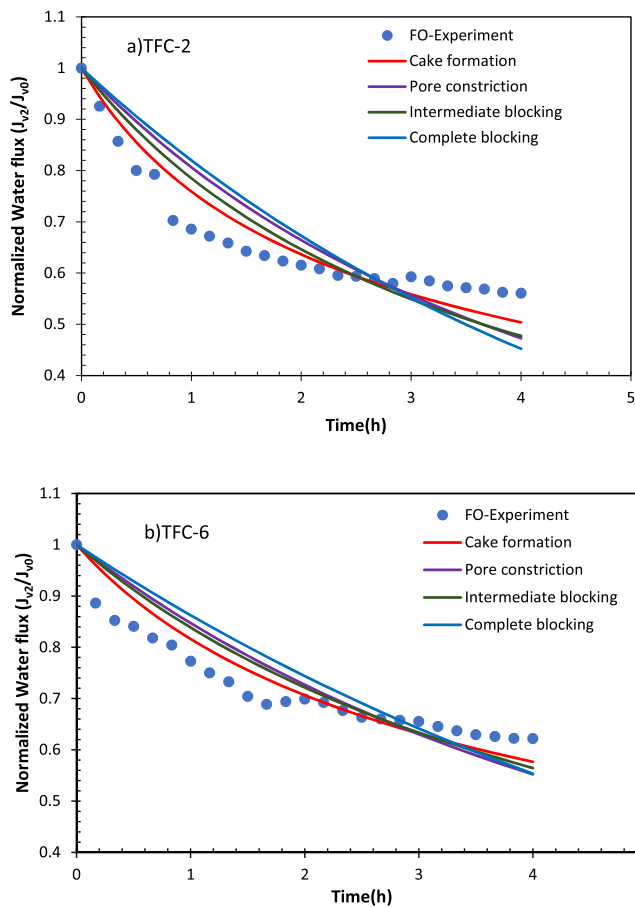 1.1
1
0.9
0.8
0.7
0.6
0.5
0.4
Normalized Water flux (Jv2/Jv0)
a)TFC-2
FO-Experiment
Cake formation
Pore constriction
Intermediate blocking
Complete blocking
0 1 2 3 4 5
Time(h)
1.1
1
0.9
0.8
0.7
0.6
0.5
0.4
Normalized Water flux (Jv2/Jv0)
b)TFC-6
FO-Experiment
Cake formation
Pore constriction
Intermediate blocking
Complete blocking
0 1 2 3 4
Time(h)